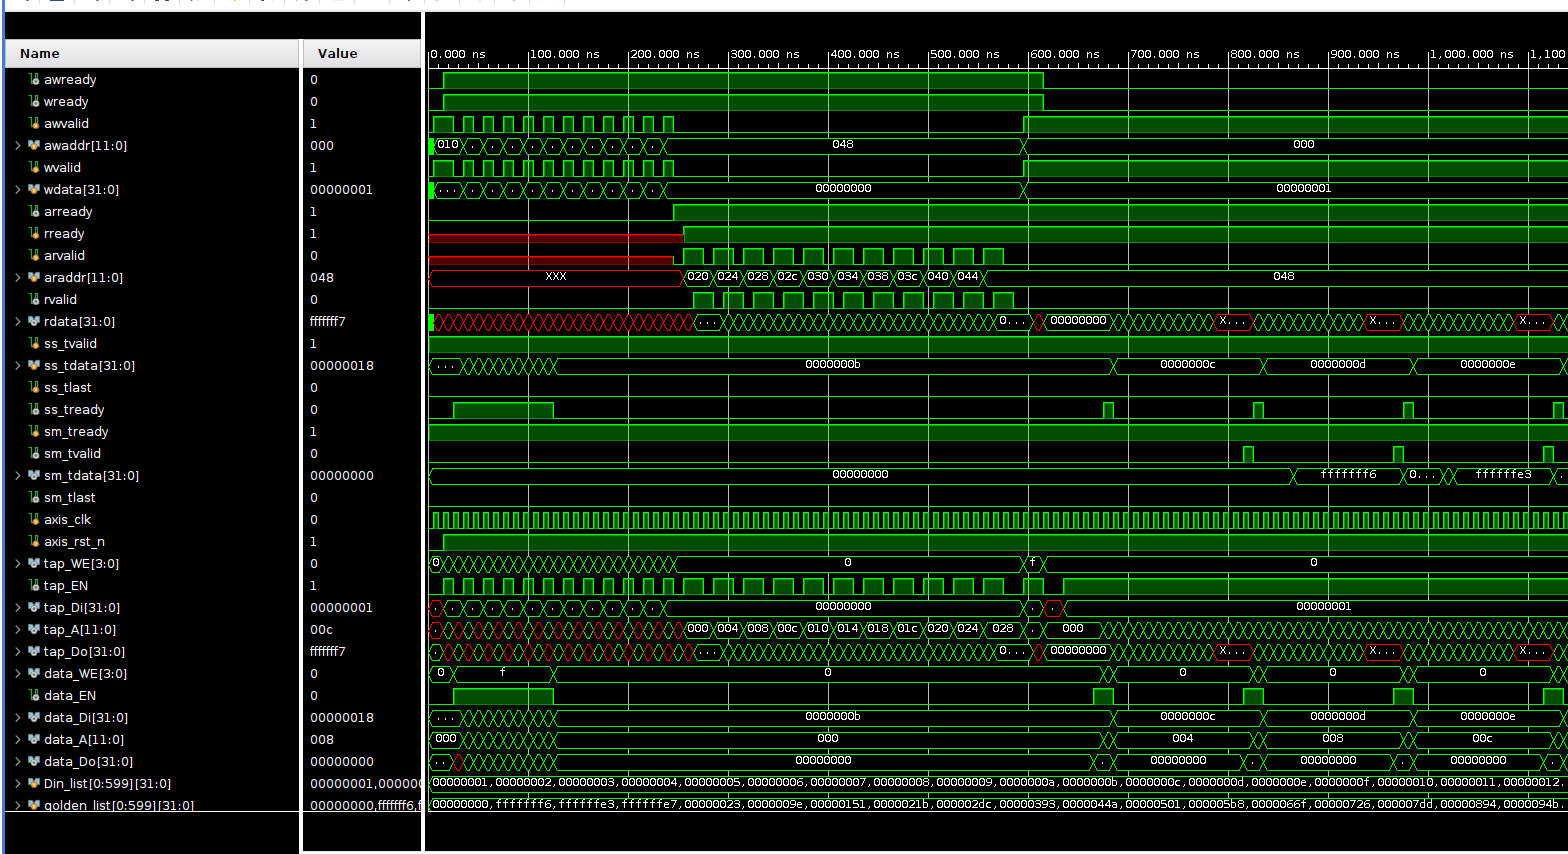 Name Value 0.000 ns 100.000 ns 200.000 ns 300.000 ns 400.000 ns 500.000 ns 600.000 ns 700.000 ns 800.000 ns 900.000 ns 1,000.000 ns 1,100
awready 0
wready 0
awvalid 1
awaddr[11:0] 000 010 048 000
wvalid 1
wdata[31:0] 00000001 ... 00000000 00000001
arready 1
rready 1
arvalid 0
araddr[11:0] 048 XXX 020 024 028 02c 030 034 038 03c 040 044 048
rvalid 0
rdata[31:0] fffffff7 ... 0... 00000000 X... X... X...
ss_tvalid 1
ss_tdata[31:0] 00000018 ... 0000000b 0000000c 0000000d 0000000e
ss_tlast 0
ss_tready 0
sm_tready 1
sm_tvalid 0
sm_tdata[31:0] 00000000 00000000 fffffff6 0... ffffffe3
sm_tlast 0
axis_clk 0
axis_rst_n 1
tap_WE[3:0] 0 0 0 f 0
tap_EN 1
tap_Di[31:0] 00000001 00000000 00000001
tap_A[11:0] 00c 000 004 008 00c 010 014 018 01c 020 024 028 000
tap_Do[31:0] fffffff7 ... 0... 00000000 X... X... X...
data_WE[3:0] 0 0 f 0 0 0 0
data_EN 0
data_Di[31:0] 00000018 ... 0000000b 0000000c 0000000d 0000000e
data_A[11:0] 008 000 000 004 008 00c
data_Do[31:0] 00000000 00000000 00000000 00000000 00000000
Din_list[0:599][31:0] 00000001,00000 00000001,00000002,00000003,00000004,00000005,00000006,00000007,00000008,00000009,0000000a,0000000b,0000000c,0000000d,0000000e,0000000f,00000010,00000011,00000012.
golden_list[0:599][31:0] 00000000,fffffff6,f 00000000,fffffff6,ffffffe3,ffffffe7,00000023,0000009e,00000151,0000021b,000002dc,00000393,0000044a,00000501,000005b8,0000066f,00000726,000007dd,00000894,0000094b.